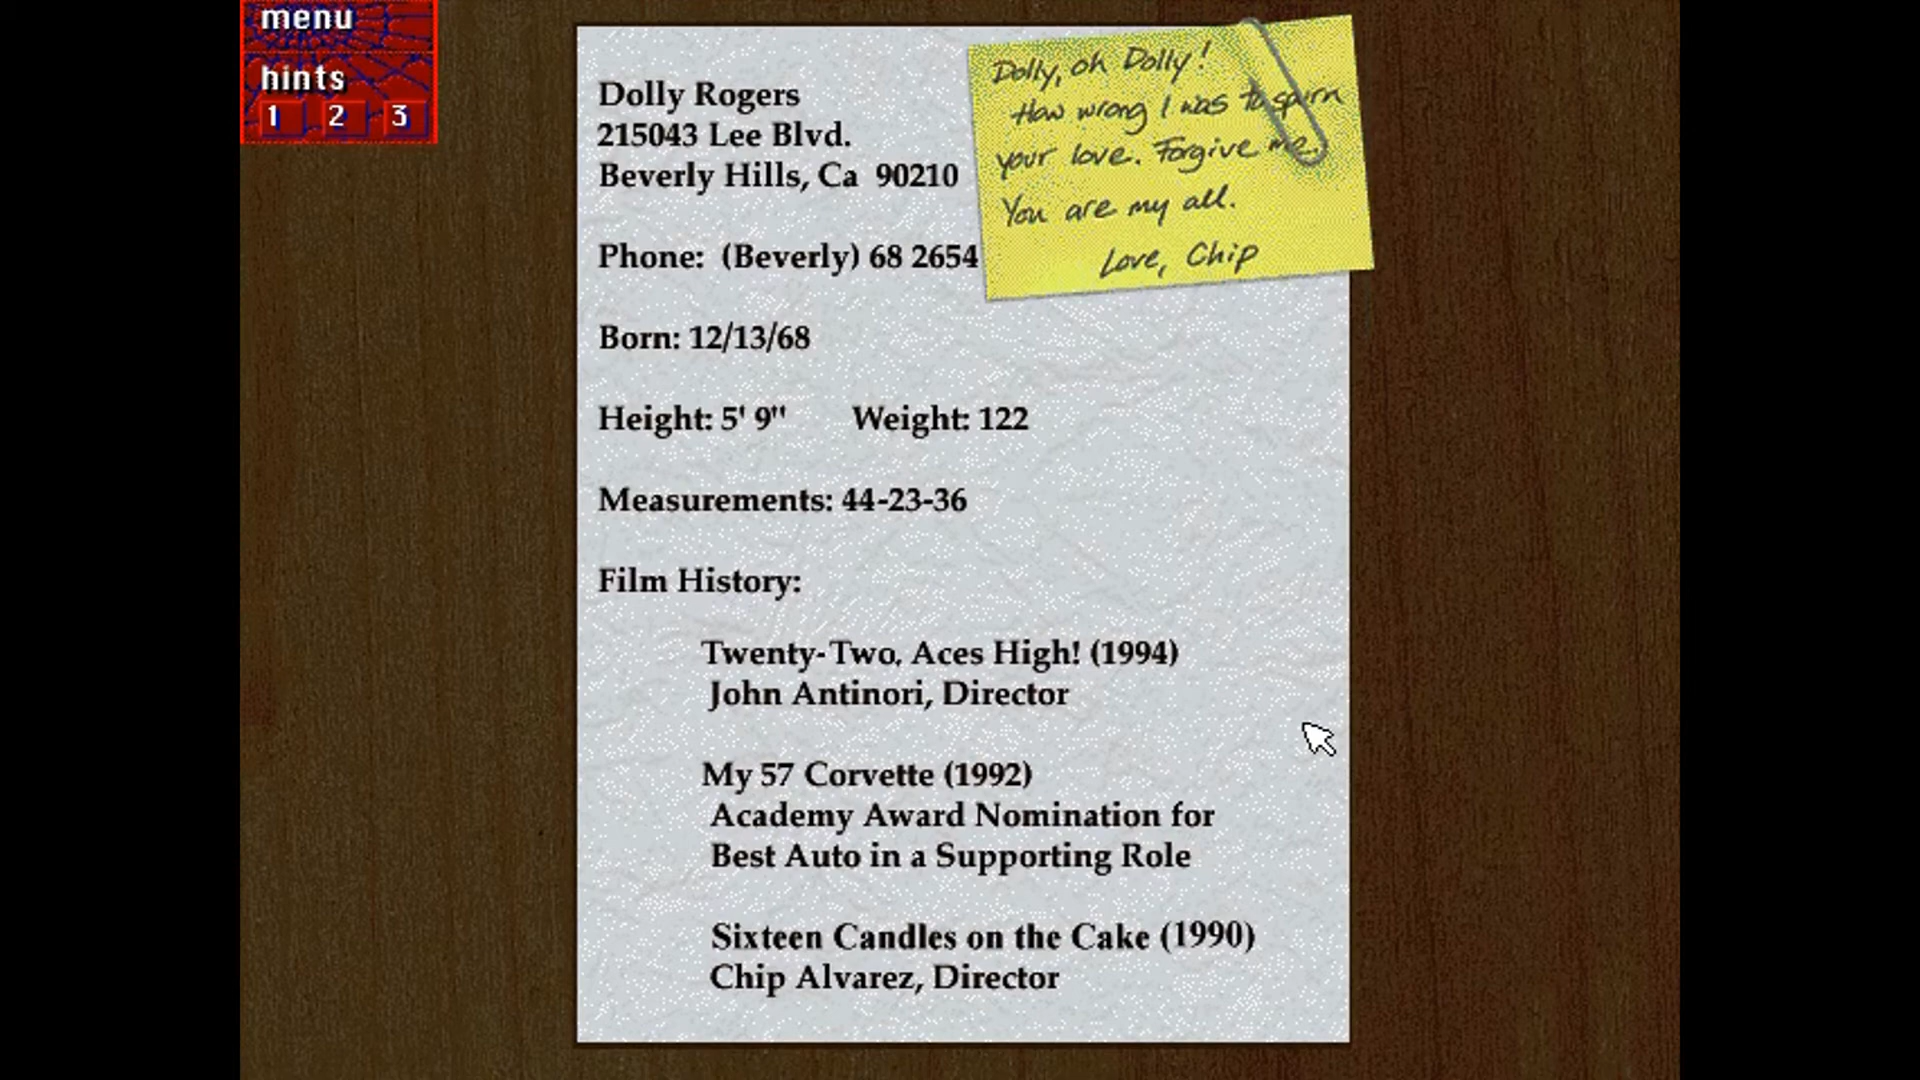 menu
hints
1 2 3
Dolly Rogers
215043 Lee Blvd.
Beverly Hills, Ca 90210
Phone: (Beverly) 68 2654
Born: 12/13/68
Height: 5' 9" Weight: 122
Measurements: 44-23-36
Film History:
Twenty-Two, Aces High! (1994)
John Antinori, Director
My 57 Corvette (1992)
Academy Award Nomination for
Best Auto in a Supporting Role
Sixteen Candles on the Cake (1990)
Chip Alvarez, Director
Dolly, oh Dolly!
How wrong I was to spurn
your love. Forgive me.
You are my all.
Love, Chip